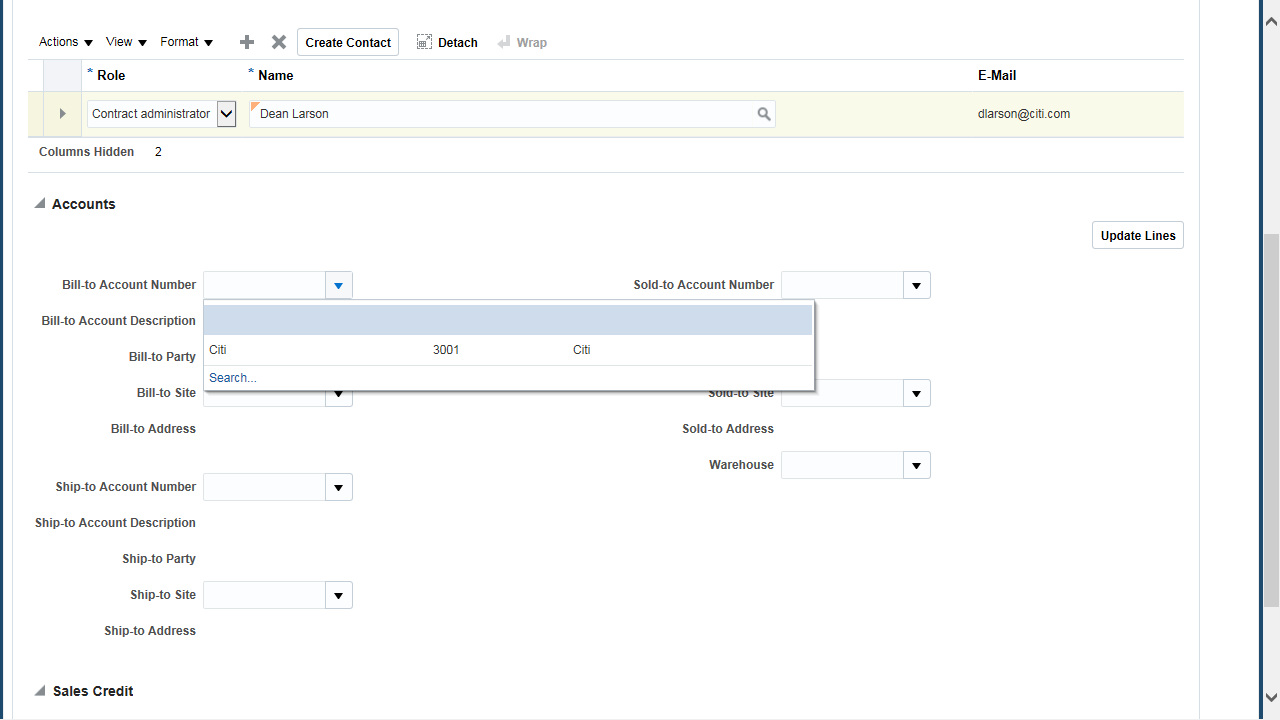 Actions View Format Create Contact Detach Wrap
* Role * Name E-Mail
Contract administrator Dean Larson dlarson@citi.com
Columns Hidden 2
Accounts
Update Lines
Bill-to Account Number Sold-to Account Number
Bill-to Account Description
Citi 3001 Citi
Bill-to Party
Search...
Bill-to Site Sold-to Site
Bill-to Address Sold-to Address
Warehouse
Ship-to Account Number
Ship-to Account Description
Ship-to Party
Ship-to Site
Ship-to Address
Sales Credit